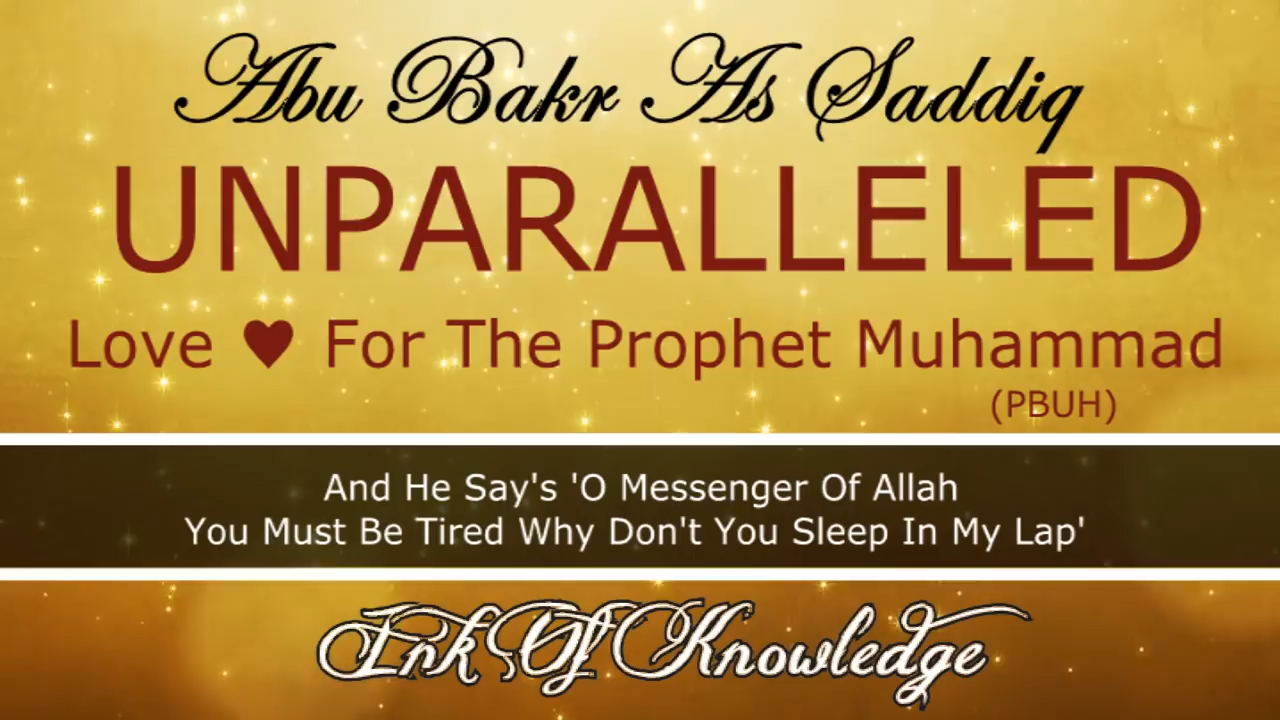 Abu Bakr As Saddiq
UNPARALLELED
Love ♥ For The Prophet Muhammad
(PBUH)
And He Say's 'O Messenger Of Allah
You Must Be Tired Why Don't You Sleep In My Lap'
Ink Of Knowledge